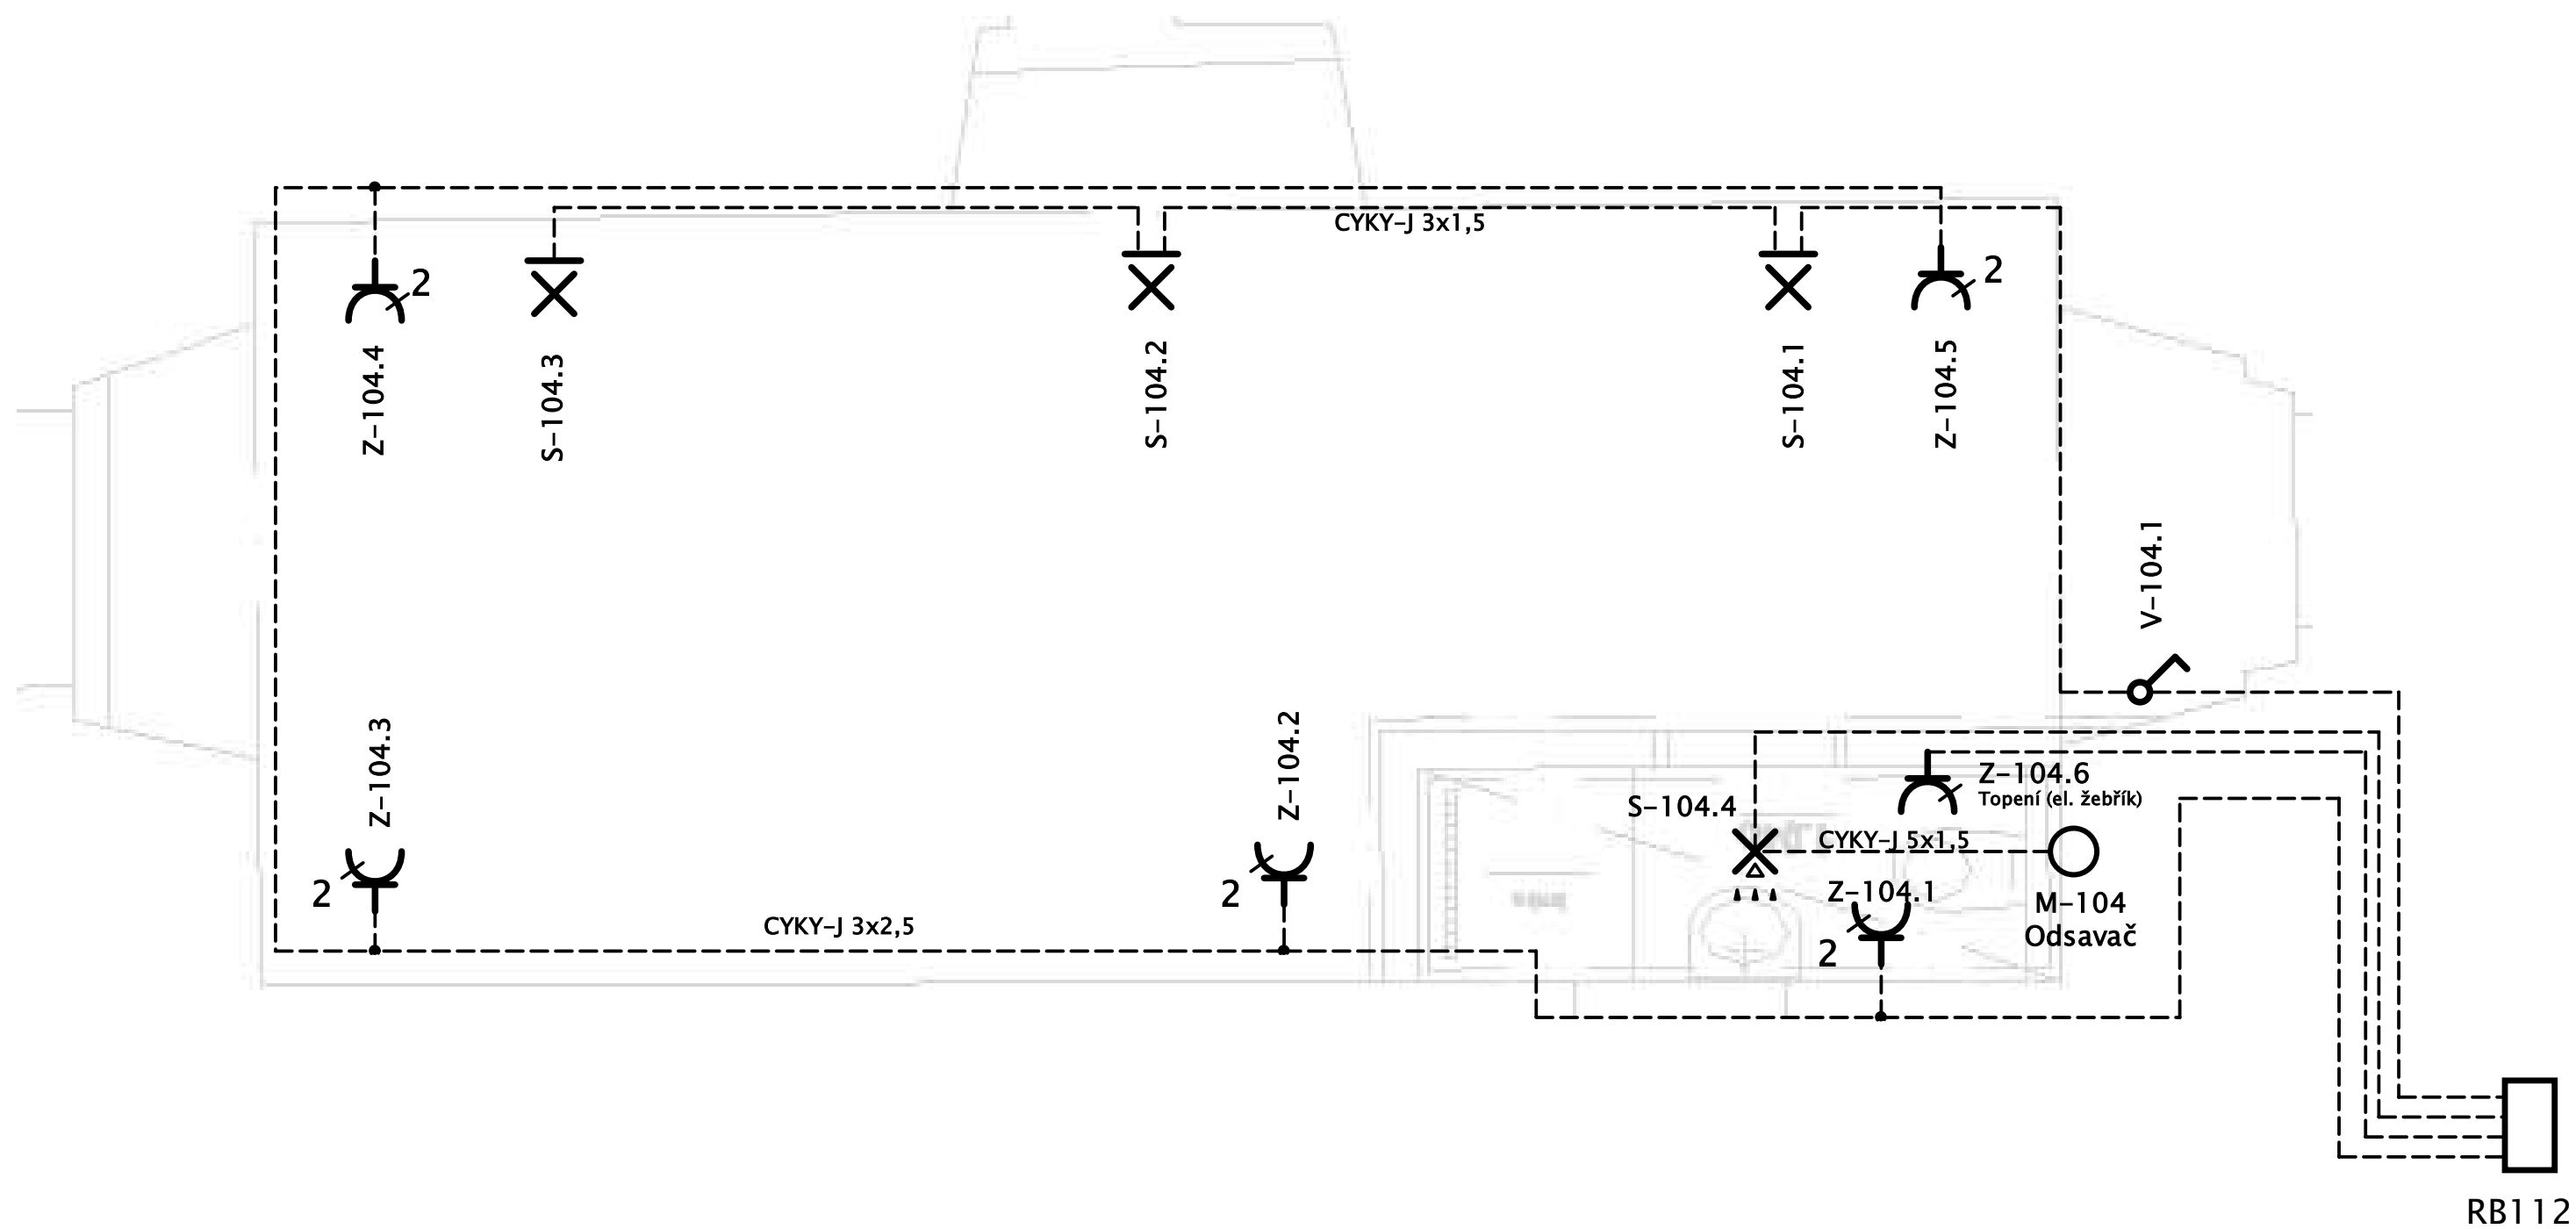 CYKY-J 3x1,5
2
2
Z-104.4
S-104.3
S-104.2
S-104.1
Z-104.5
V-104.1
Z-104.3
Z-104.2
Z-104.6
Topení (el. žebřík)
S-104.4
CYKY-J 5x1,5
2
2
Z-104.1
M-104
Odsavač
2
CYKY-J 3x2,5
RB112